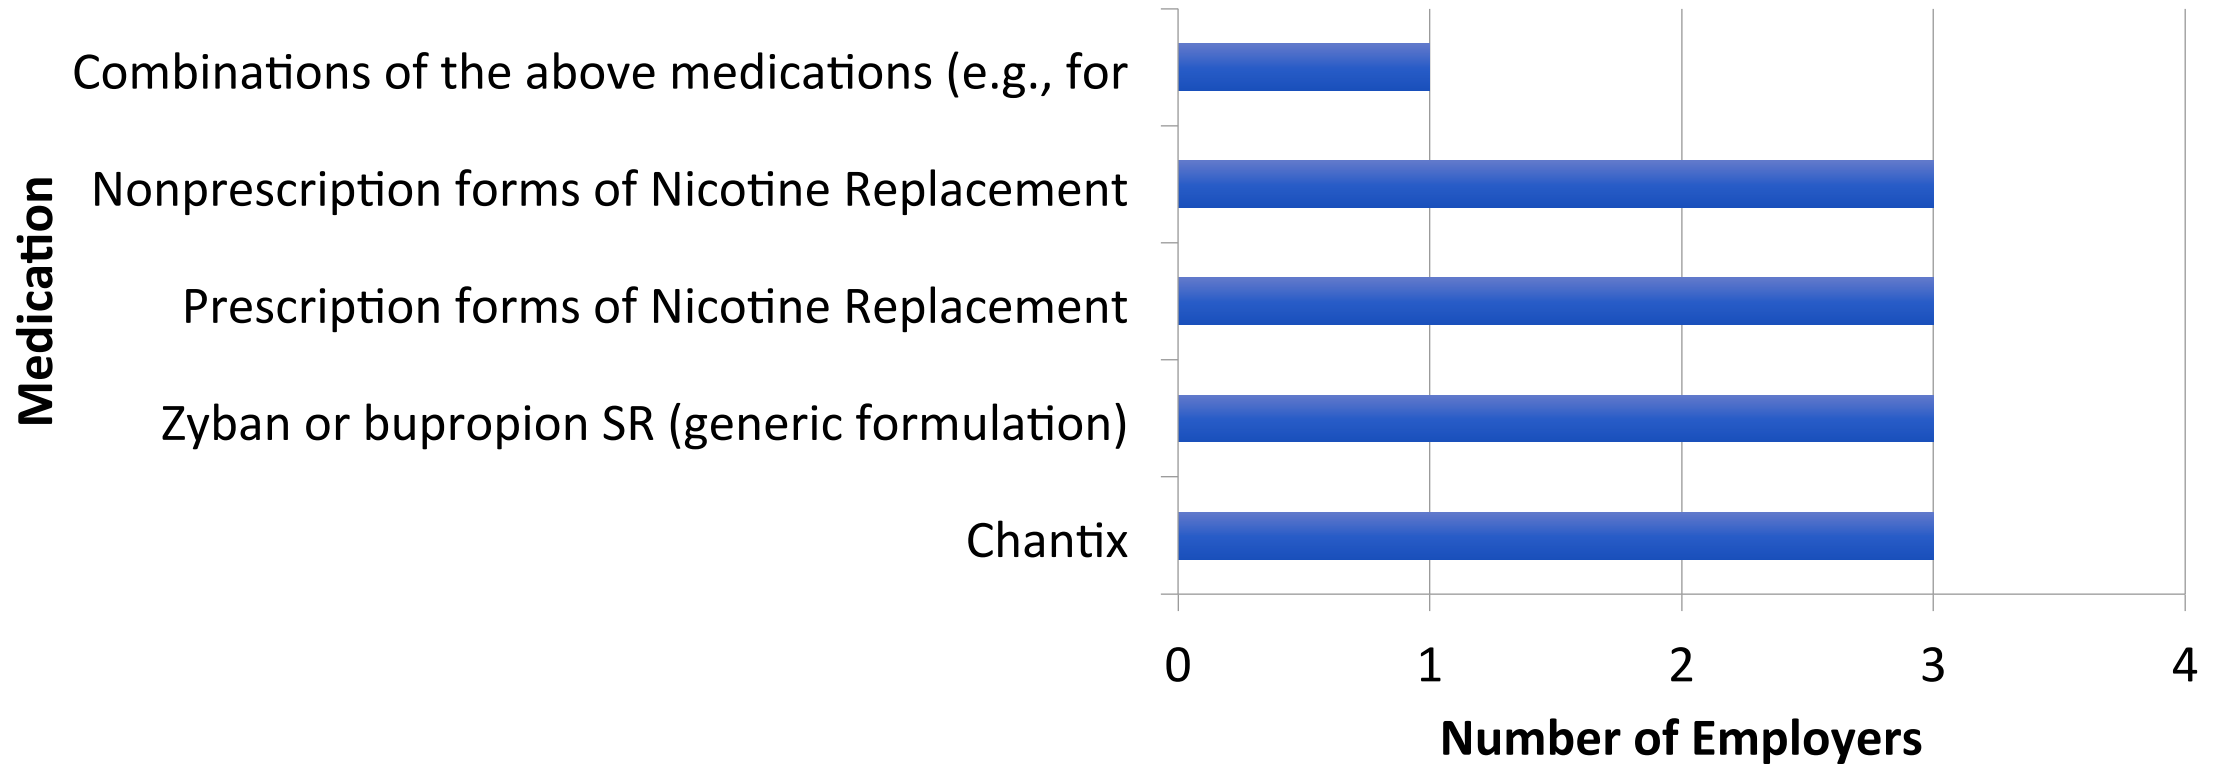 Combinations of the above medications (e.g., for
Nonprescription forms of Nicotine Replacement
Prescription forms of Nicotine Replacement
Zyban or bupropion SR (generic formulation)
Chantix
Medication
0 1 2 3 4
Number of Employers